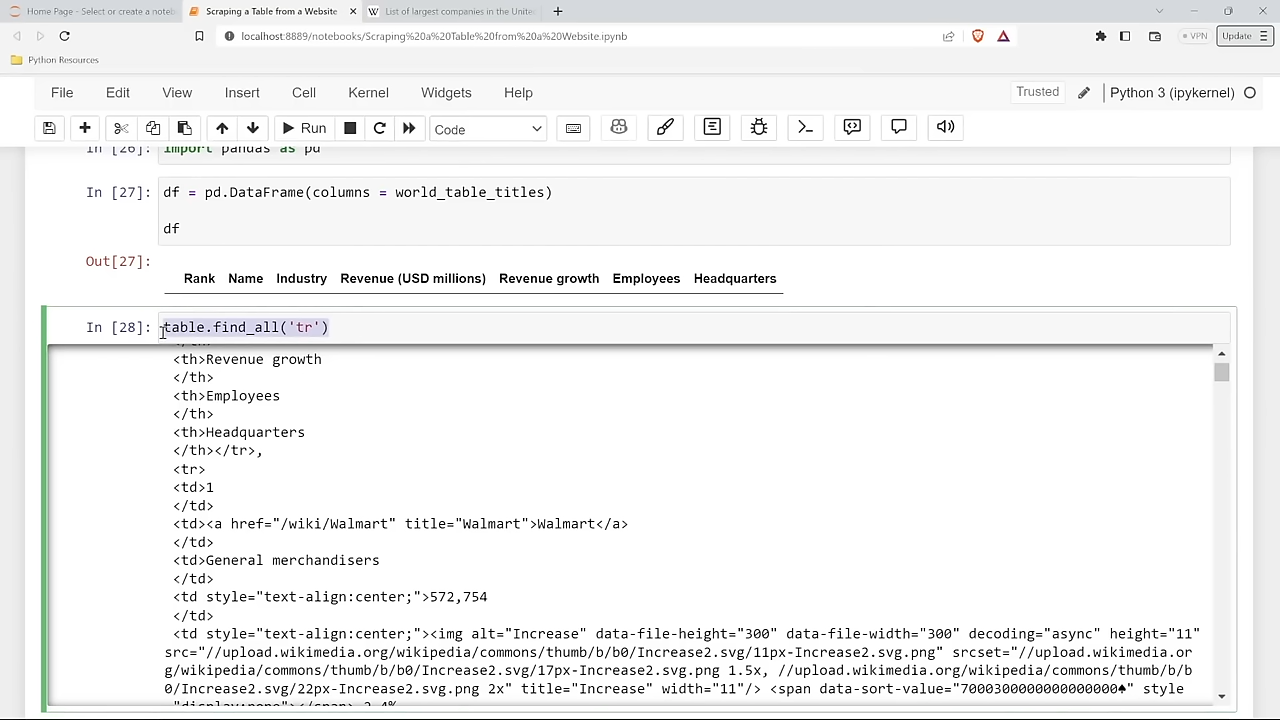 Home Page - Select or create a noteb
Scraping a Table from a Website
List of largest companies in the Unite
localhost:8889/notebooks/Scraping%20a%20Table%20from%20a%20Website.ipynb
VPN
Update
Python Resources
File Edit View Insert Cell Kernel Widgets Help
Trusted
Python 3 (ipykernel)
Run
Code
In [26]: import pandas as pd
In [27]: df = pd.DataFrame(columns = world_table_titles)
df
Out[27]:
Rank Name Industry Revenue (USD millions) Revenue growth Employees Headquarters
In [28]: table.find_all('tr')
<th>Revenue growth
</th>
<th>Employees
</th>
<th>Headquarters
</th></tr>,
<tr>
<td>1
</td>
<td><a href="/wiki/Walmart" title="Walmart">Walmart</a>
</td>
<td>General merchandisers
</td>
<td style="text-align:center;">572,754
</td>
<td style="text-align:center;"><img alt="Increase" data-file-height="300" data-file-width="300" decoding="async" height="11"
src="//upload.wikimedia.org/wikipedia/commons/thumb/b/b0/Increase2.svg/11px-Increase2.svg.png" srcset="//upload.wikimedia.or
g/wikipedia/commons/thumb/b/b0/Increase2.svg/17px-Increase2.svg.png 1.5x, //upload.wikimedia.org/wikipedia/commons/thumb/b/b
0/Increase2.svg/22px-Increase2.svg.png 2x" title="Increase" width="11"/> <span data-sort-value="7000300000000000000♠" style